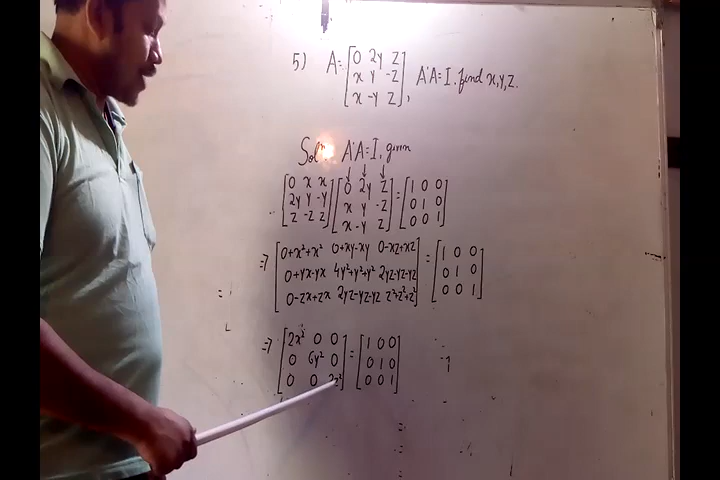 5) A = [0 2y z], A'A=I. find x,y,z.
[x y -z]
[x -y z]
Soln A'A=I, given
[0 x x] [0 2y z] = [1 0 0]
[2y y -y] [x y -z] [0 1 0]
[z -z z] [x -y z] [0 0 1]
=> [0+x²+x² 0+xy-xy 0-xz+xz] = [1 0 0]
[0+yx-yx 4y²+y²+y² 2yz-yz-yz] [0 1 0]
[0-zx+zx 2yz-yz-yz z²+z²+z²] [0 0 1]
=> [2x² 0 0] = [1 0 0]
[0 6y² 0] [0 1 0]
[0 0 3z²] [0 0 1]